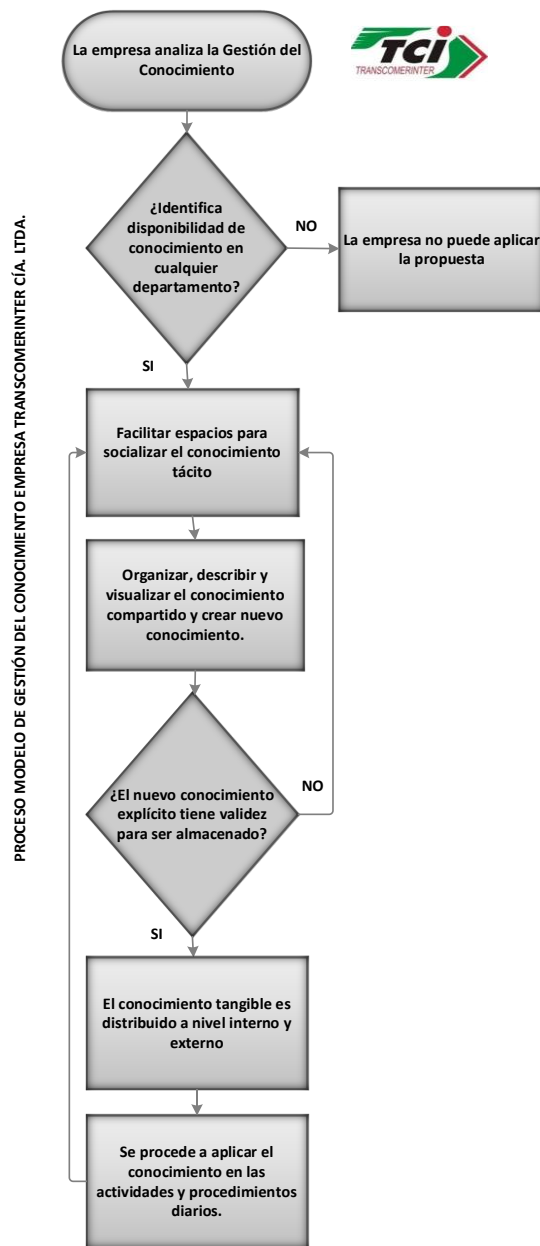 La empresa analiza la Gestión del
Conocimiento
TCI
TRANSCOMERINTER
PROCESO MODELO DE GESTIÓN DEL CONOCIMIENTO EMPRESA TRANSCOMERINTER CÍA. LTDA.
¿Identifica
disponibilidad de
conocimiento en
cualquier
departamento?
NO
La empresa no puede aplicar
la propuesta
SI
Facilitar espacios para
socializar el conocimiento
tácito
Organizar, describir y
visualizar el conocimiento
compartido y crear nuevo
conocimiento.
¿El nuevo conocimiento
explícito tiene validez
para ser almacenado?
NO
SI
El conocimiento tangible es
distribuido a nivel interno y
externo
Se procede a aplicar el
conocimiento en las
actividades y procedimientos
diarios.